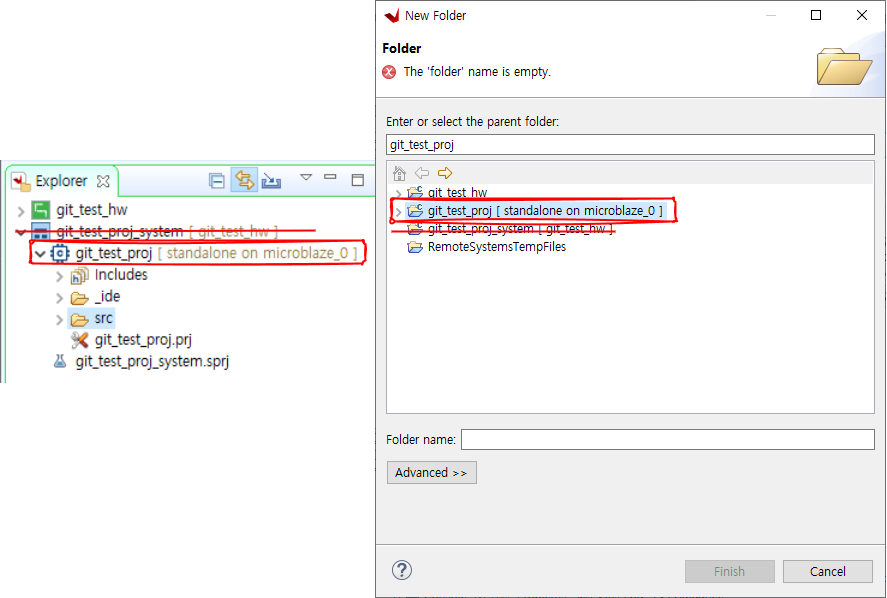 Explorer
git_test_hw
git_test_proj_system [ git_test_hw ]
git_test_proj [ standalone on microblaze_0 ]
Includes
_ide
src
git_test_proj.prj
git_test_proj_system.sprj
New Folder
Folder
The 'folder' name is empty.
Enter or select the parent folder:
git_test_proj
git_test_hw
git_test_proj [ standalone on microblaze_0 ]
git_test_proj_system [ git_test_hw ]
RemoteSystemsTempFiles
Folder name:
Advanced >>
Finish
Cancel